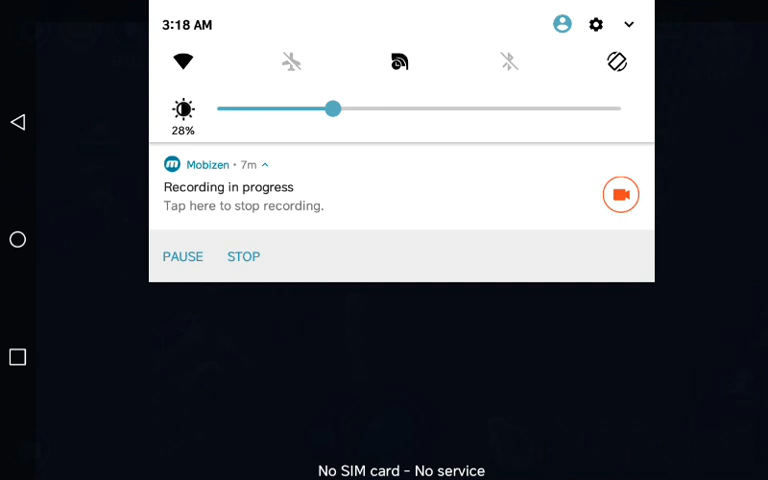 3:18 AM
28%
Mobizen • 7m
Recording in progress
Tap here to stop recording.
PAUSE STOP
No SIM card – No service